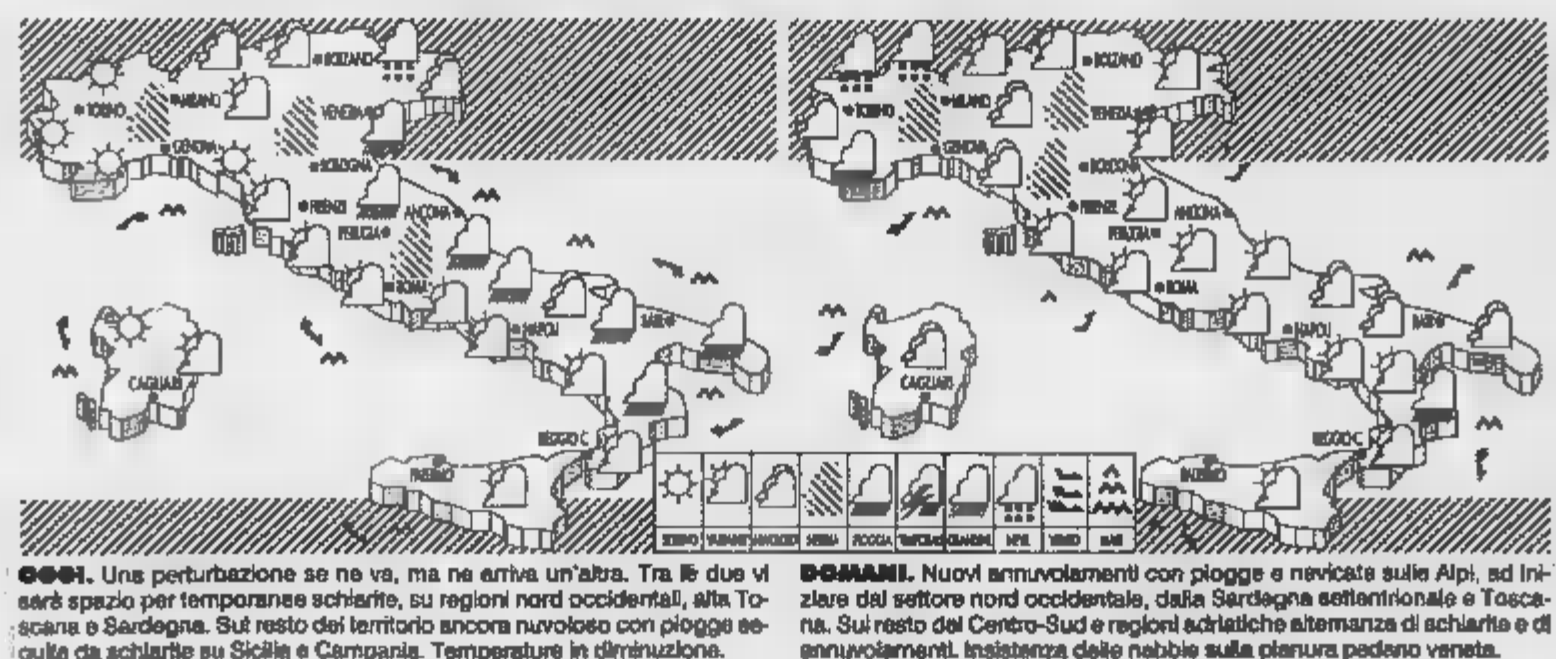 BOLZANO
TORINO
MILANO
VENEZIA
GENOVA
BOLOGNA
FIRENZE
ANCONA
PERUGIA
ROMA
NAPOLI
BARI
CAGLIARI
REGGIO C.
PALERMO
BOLZANO
TORINO
MILANO
VENEZIA
GENOVA
BOLOGNA
FIRENZE
ANCONA
PERUGIA
ROMA
NAPOLI
BARI
CAGLIARI
REGGIO C.
PALERMO
SERENO VARIABILE NUVOLOSO NEBBIA PIOGGIA TEMPORALE GRANDINE NEVE VENTO MARE
OGGI. Una perturbazione se ne va, ma ne arriva un'altra. Tra le due vi
sarà spazio per temporanee schiarite, su regioni nord occidentali, alta To-
scana e Sardegna. Sul resto del territorio ancora nuvoloso con piogge se-
guite da schiarite su Sicilia e Campania. Temperature in diminuzione.
DOMANI. Nuovi annuvolamenti con piogge e nevicate sulle Alpi, ad ini-
ziare dal settore nord occidentale, dalla Sardegna settentrionale e Tosca-
na. Sul resto del Centro-Sud e regioni adriatiche alternanza di schiarite e di
annuvolamenti. Insistenza delle nebbie sulla pianura padano veneta.